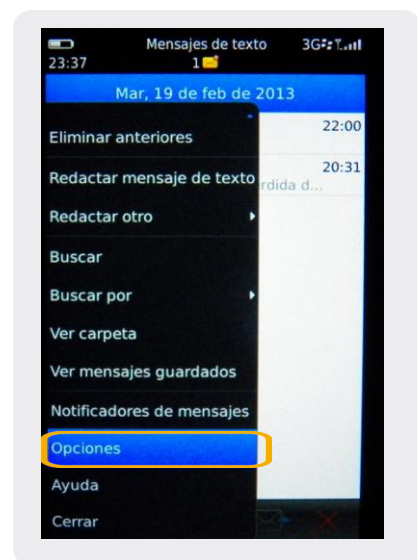 Mensajes de texto 3G
23:37 1
Mar, 19 de feb de 2013
22:00
Eliminar anteriores
20:31
Redactar mensaje de texto
rdida d...
Redactar otro
Buscar
Buscar por
Ver carpeta
Ver mensajes guardados
Notificadores de mensajes
Opciones
Ayuda
Cerrar